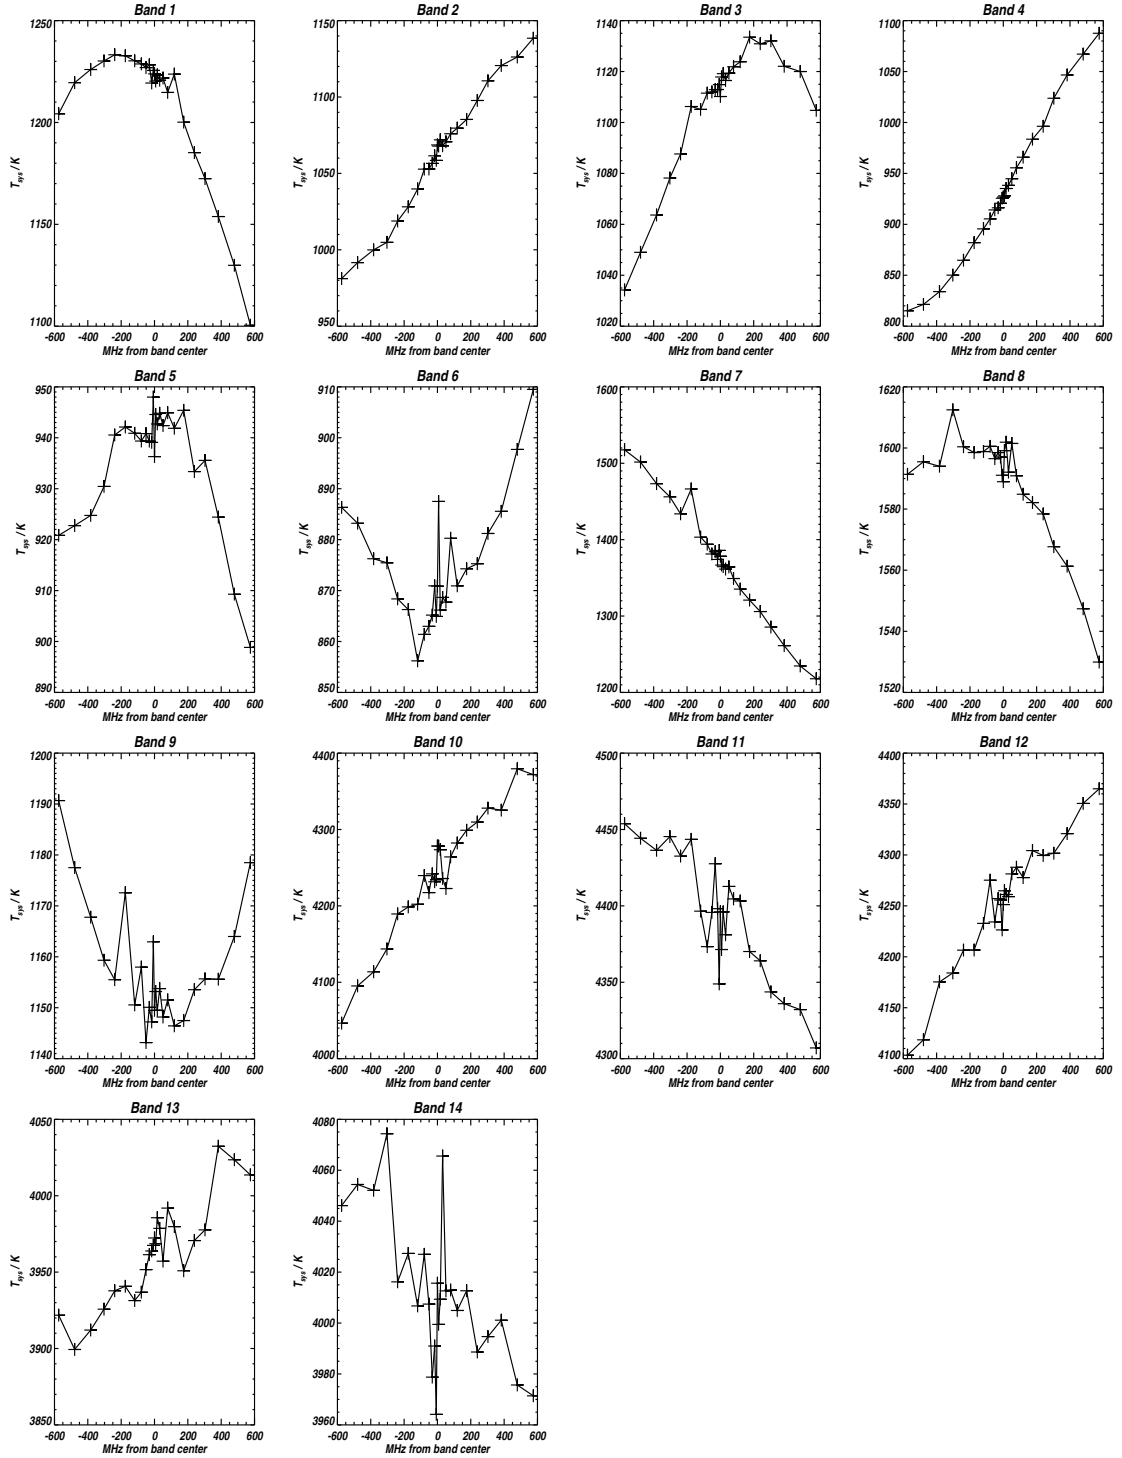 Band 1 Band 2 Band 3 Band 4
1250 1150 1140 1100
1120 1050
1200 1100 1100 1000
T_sys / K T_sys / K T_sys / K T_sys / K
1050 1080 950
1150 1000 1060 900
1040 850
1100 950 1020 800
-600 -400 -200 0 200 400 600 -600 -400 -200 0 200 400 600 -600 -400 -200 0 200 400 600 -600 -400 -200 0 200 400 600
MHz from band center MHz from band center MHz from band center MHz from band center
Band 5 Band 6 Band 7 Band 8
950 910 1600 1620
940 900 1500 1600
930 890 1580
T_sys / K T_sys / K T_sys / K T_sys / K
920 880 1400
910 870 1300 1560
900 860 1540
890 850 1200 1520
-600 -400 -200 0 200 400 600 -600 -400 -200 0 200 400 600 -600 -400 -200 0 200 400 600 -600 -400 -200 0 200 400 600
MHz from band center MHz from band center MHz from band center MHz from band center
Band 9 Band 10 Band 11 Band 12
1200 4400 4500 4400
1190 4350
1180 4300 4450 4300
1170 4250
T_sys / K T_sys / K T_sys / K T_sys / K
1160 4200 4400 4200
1150 4100 4350 4150
1140 4000 4300 4100
-600 -400 -200 0 200 400 600 -600 -400 -200 0 200 400 600 -600 -400 -200 0 200 400 600 -600 -400 -200 0 200 400 600
MHz from band center MHz from band center MHz from band center MHz from band center
Band 13 Band 14
4050 4080
4060
4000 4040
T_sys / K T_sys / K
3950 4020
4000
3900 3980
3850 3960
-600 -400 -200 0 200 400 600 -600 -400 -200 0 200 400 600
MHz from band center MHz from band center